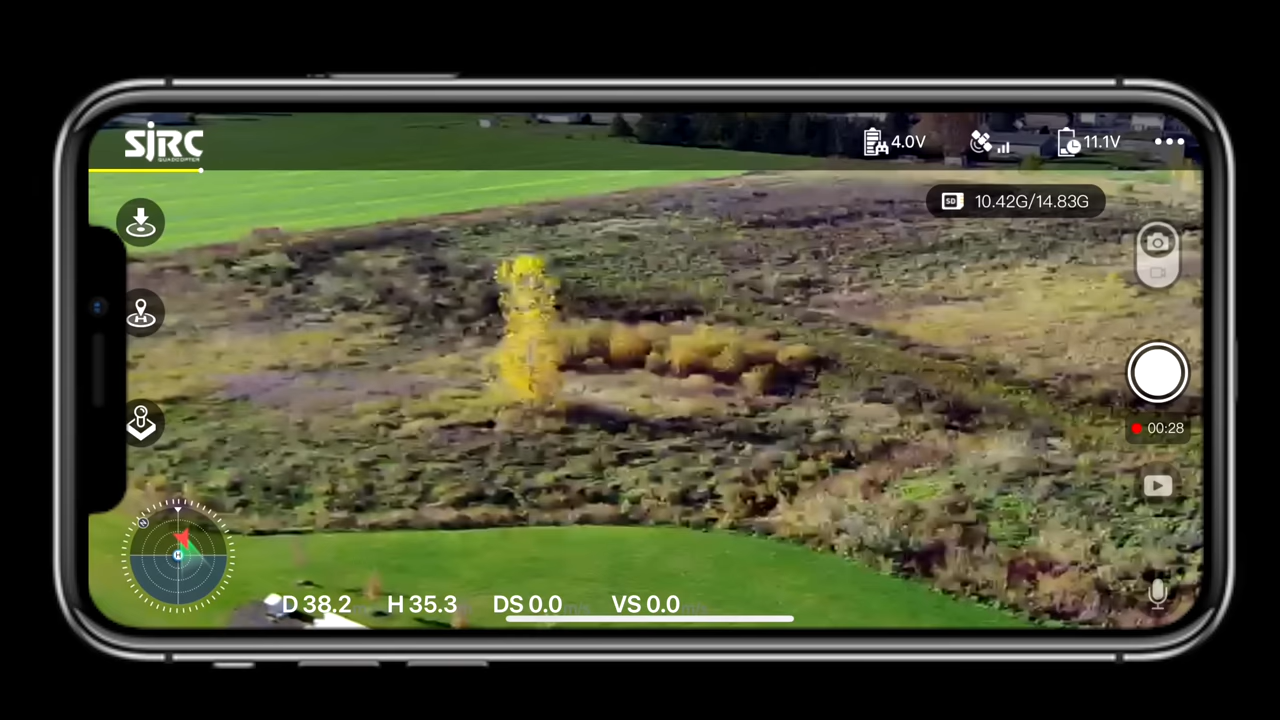 SJRC
QUADCOPTER
4.0V
11.1V
SD 10.42G/14.83G
00:28
N
H
D 38.2 H 35.3 DS 0.0 m/s VS 0.0 m/s